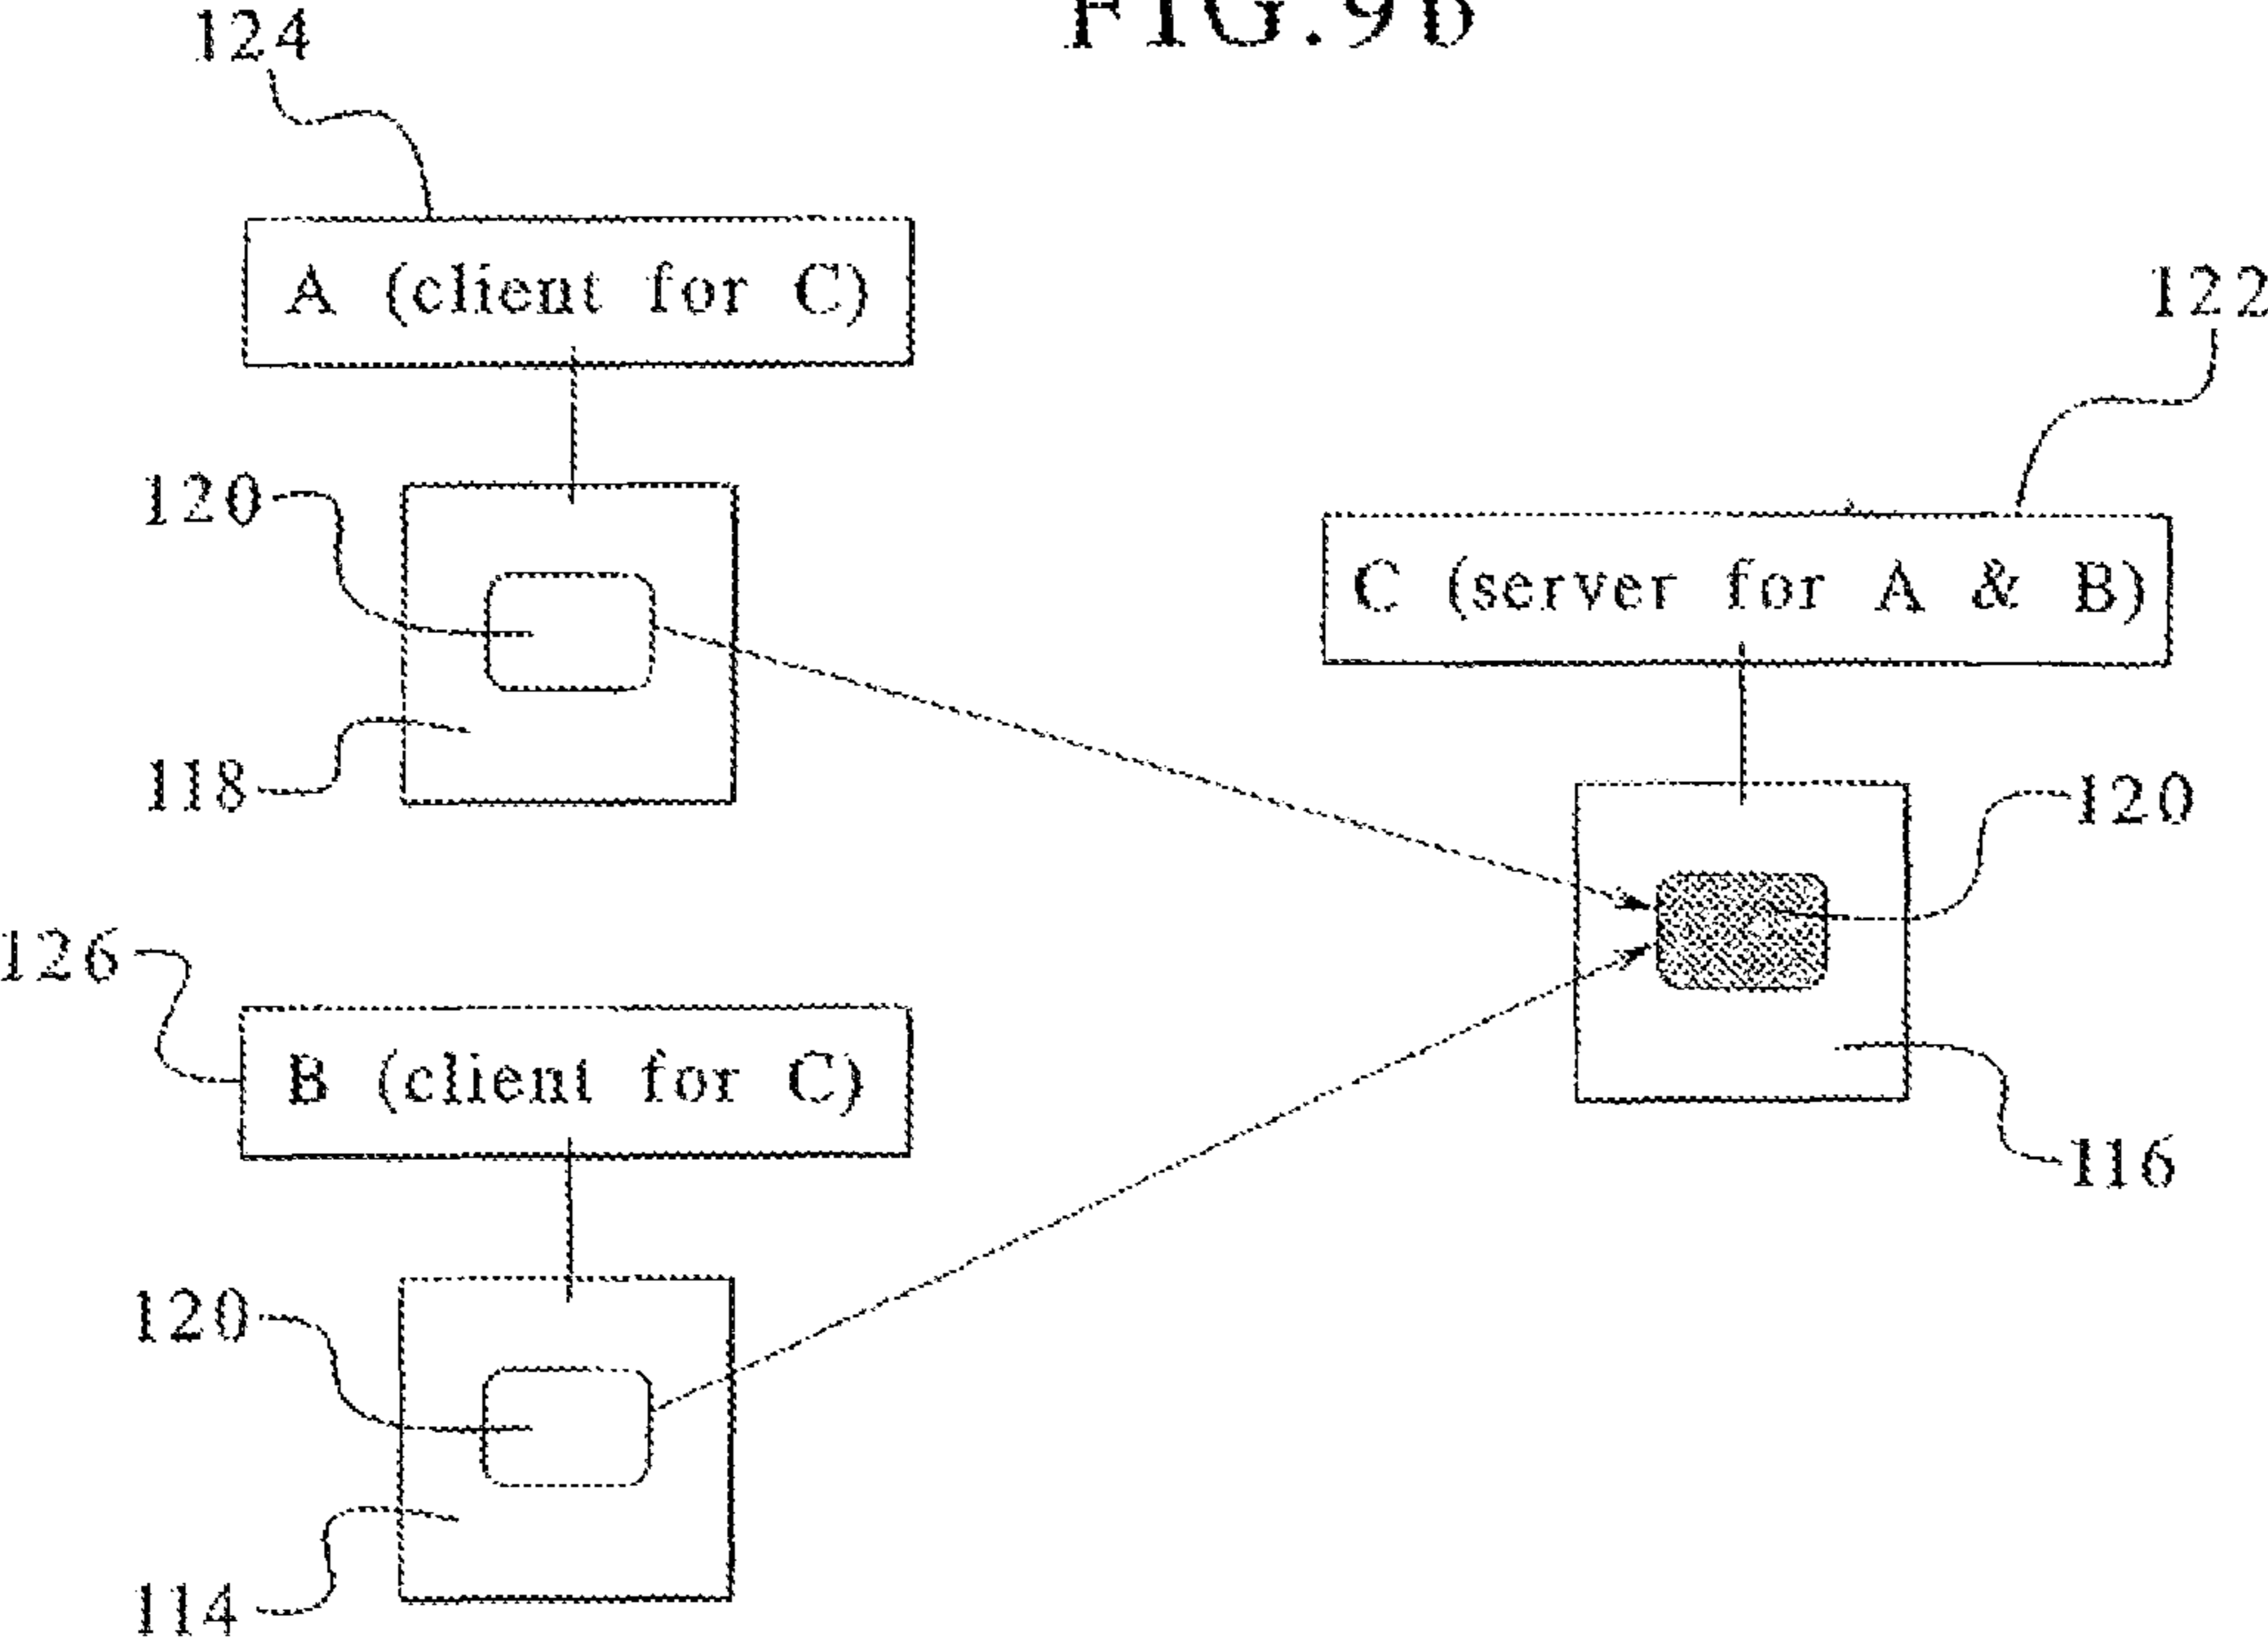 FIG.9b
124
A (client for C)
122
120
C (server for A & B)
118
120
126
B (client for C)
116
120
114